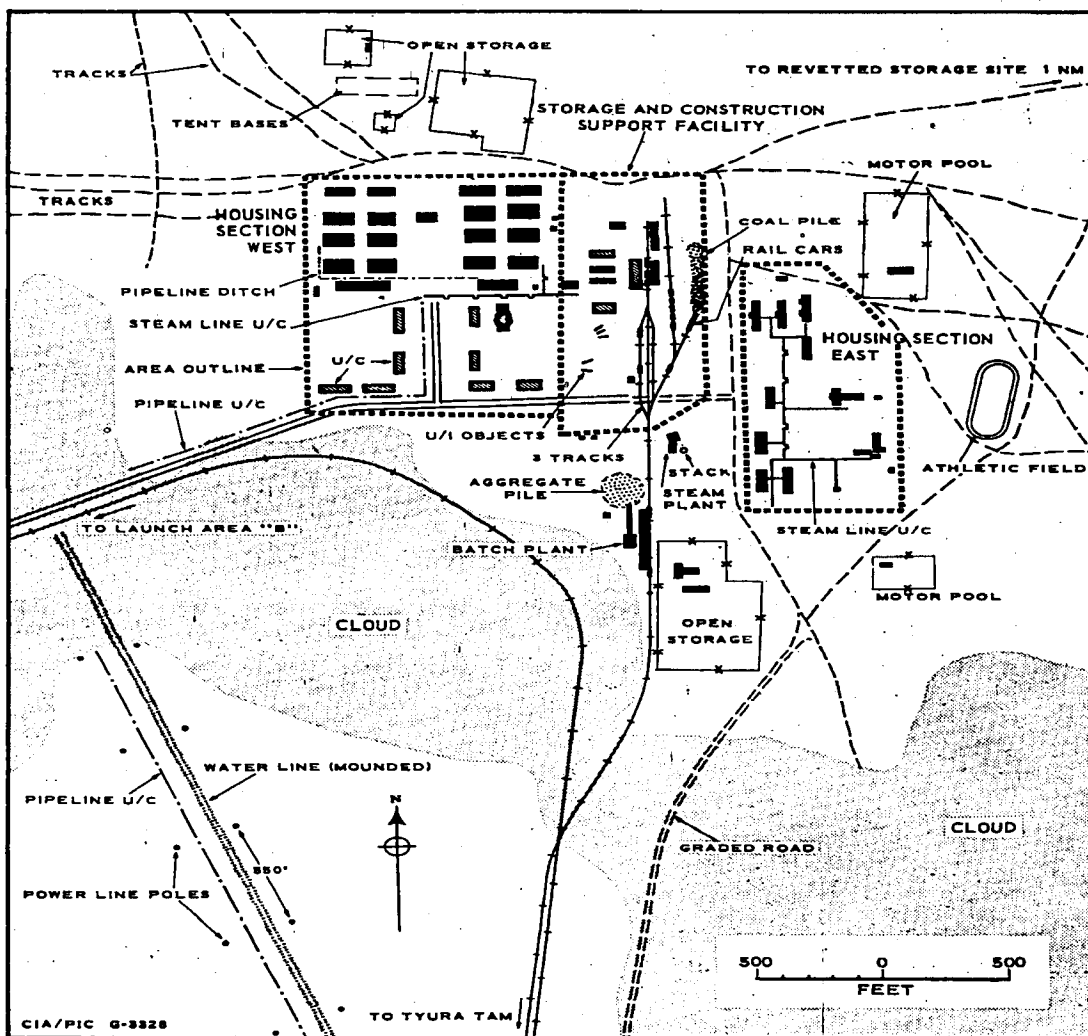 OPEN STORAGE
TRACKS
TO REVETTED STORAGE SITE 1 NM
TENT BASES
STORAGE AND CONSTRUCTION
SUPPORT FACILITY
MOTOR POOL
TRACKS
HOUSING
SECTION
WEST
COAL PILE
RAIL CARS
PIPELINE DITCH
STEAM LINE U/C
HOUSING SECTION
EAST
U/C
AREA OUTLINE
PIPELINE U/C
U/I OBJECTS
3 TRACKS
STACK
ATHLETIC FIELD
AGGREGATE
PILE
STEAM
PLANT
TO LAUNCH AREA "B"
STEAM LINE U/C
BATCH PLANT
MOTOR POOL
CLOUD
OPEN
STORAGE
WATER LINE (MOUNDED)
PIPELINE U/C
N
CLOUD
GRADED ROAD
350'
POWER LINE POLES
500 0 500
FEET
TO TYURA TAM
CIA/PIC G-3328